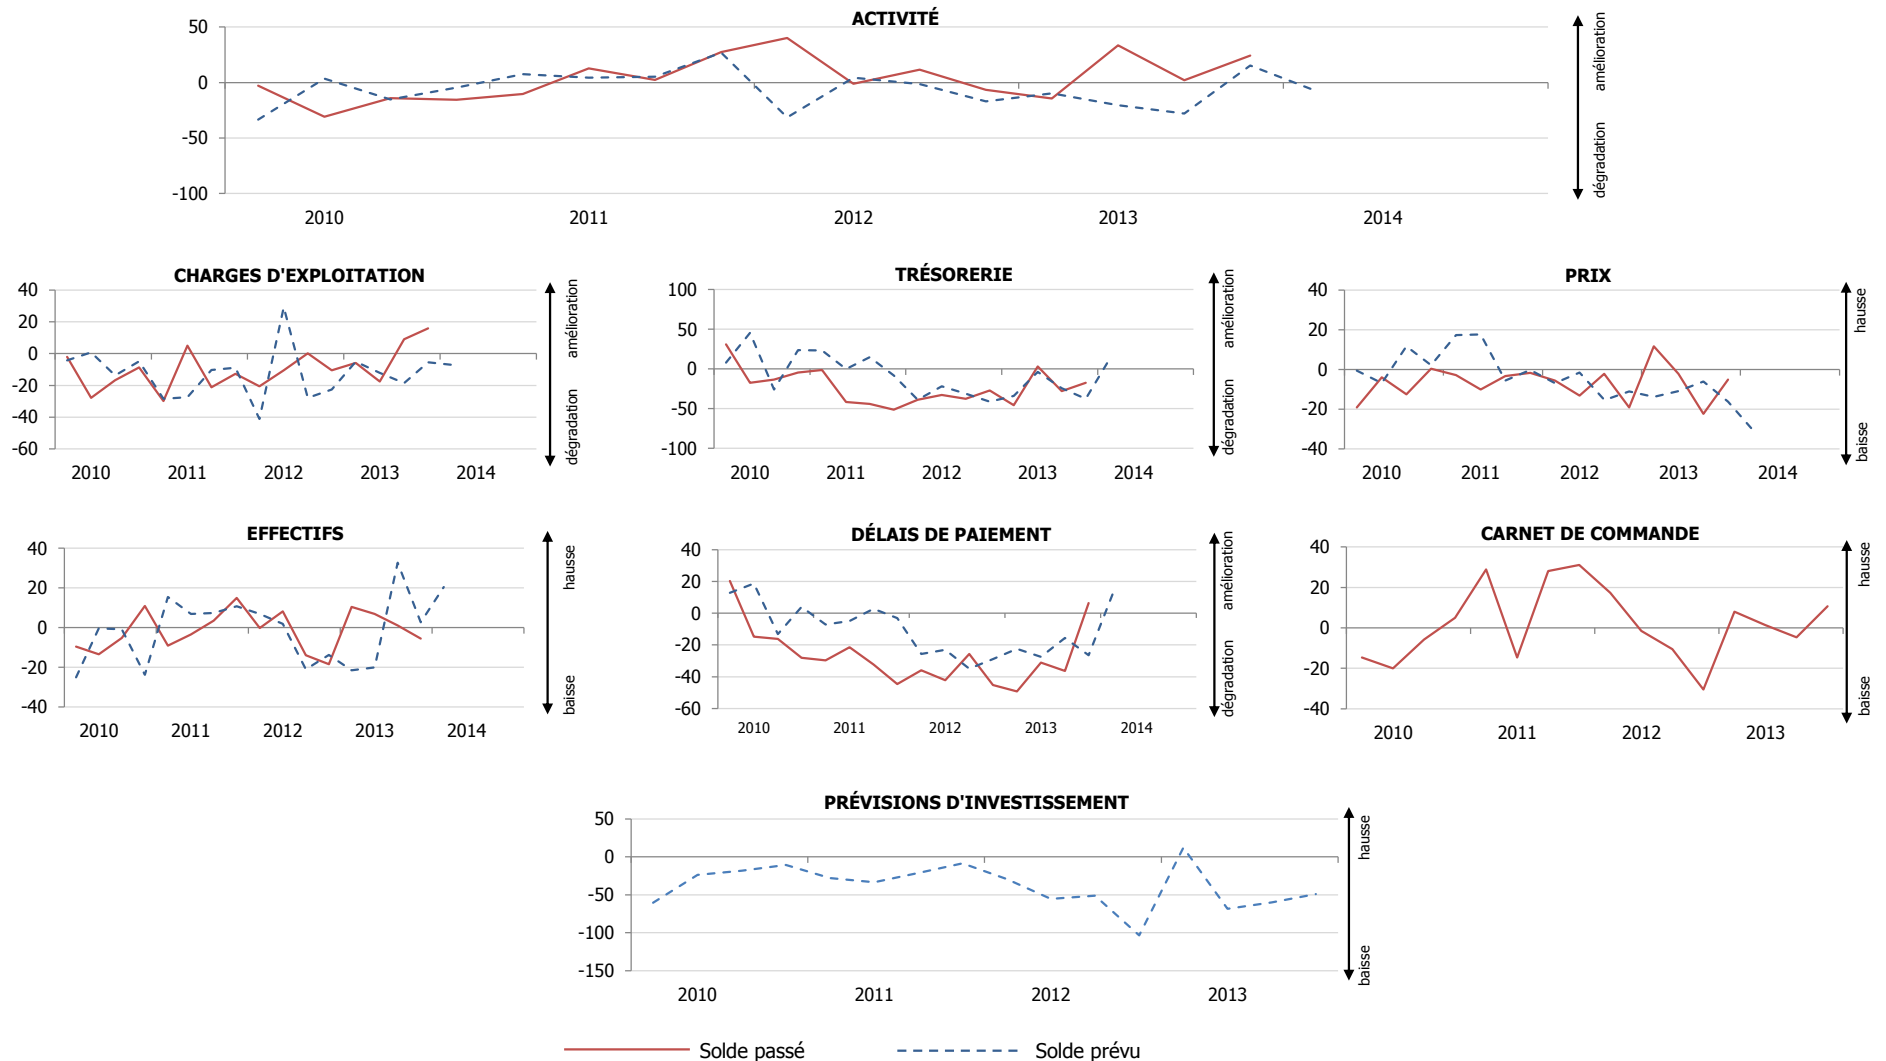 ACTIVITÉ
50
0
-50
-100
2010 2011 2012 2013 2014
amélioration
dégradation
CHARGES D'EXPLOITATION
40
20
0
-20
-40
-60
2010 2011 2012 2013 2014
amélioration
dégradation
TRÉSORERIE
100
50
0
-50
-100
2010 2011 2012 2013 2014
amélioration
dégradation
PRIX
40
20
0
-20
-40
2010 2011 2012 2013 2014
hausse
baisse
EFFECTIFS
40
20
0
-20
-40
2010 2011 2012 2013 2014
hausse
baisse
DÉLAIS DE PAIEMENT
40
20
0
-20
-40
-60
2010 2011 2012 2013 2014
amélioration
dégradation
CARNET DE COMMANDE
40
20
0
-20
-40
2010 2011 2012 2013
hausse
baisse
PRÉVISIONS D'INVESTISSEMENT
50
0
-50
-100
-150
2010 2011 2012 2013
hausse
baisse
Solde passé Solde prévu